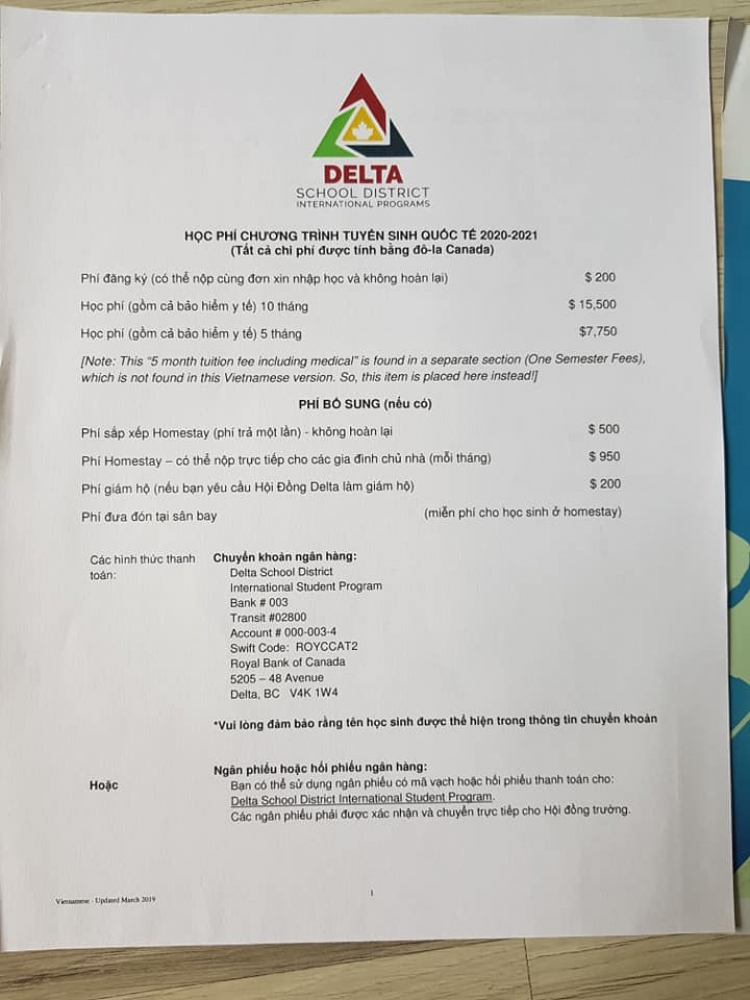 DELTA
SCHOOL DISTRICT
INTERNATIONAL PROGRAMS
HỌC PHÍ CHƯƠNG TRÌNH TUYỂN SINH QUỐC TẾ 2020-2021
(Tất cả chi phí được tính bằng đô-la Canada)
Phí đăng ký (có thể nộp cùng đơn xin nhập học và không hoàn lại) $ 200
Học phí (gồm cả bảo hiểm y tế) 10 tháng $ 15,500
Học phí (gồm cả bảo hiểm y tế) 5 tháng $7,750
[Note: This “5 month tuition fee including medical” is found in a separate section (One Semester Fees),
which is not found in this Vietnamese version. So, this item is placed here instead!]
PHÍ BỔ SUNG (nếu có)
Phí sắp xếp Homestay (phí trả một lần) - không hoàn lại $ 500
Phí Homestay – có thể nộp trực tiếp cho các gia đình chủ nhà (mỗi tháng) $ 950
Phí giám hộ (nếu bạn yêu cầu Hội Đồng Delta làm giám hộ) $ 200
Phí đưa đón tại sân bay (miễn phí cho học sinh ở homestay)
Các hình thức thanh toán:
Chuyển khoản ngân hàng:
Delta School District
International Student Program
Bank # 003
Transit #02800
Account # 000-003-4
Swift Code: ROYCCAT2
Royal Bank of Canada
5205 – 48 Avenue
Delta, BC V4K 1W4
*Vui lòng đảm bảo rằng tên học sinh được thể hiện trong thông tin chuyển khoản
Hoặc
Ngân phiếu hoặc hối phiếu ngân hàng:
Bạn có thể sử dụng ngân phiếu có mã vạch hoặc hối phiếu thanh toán cho:
Delta School District International Student Program.
Các ngân phiếu phải được xác nhận và chuyển trực tiếp cho Hội đồng trường.
1
Vietnamese - Updated March 2019